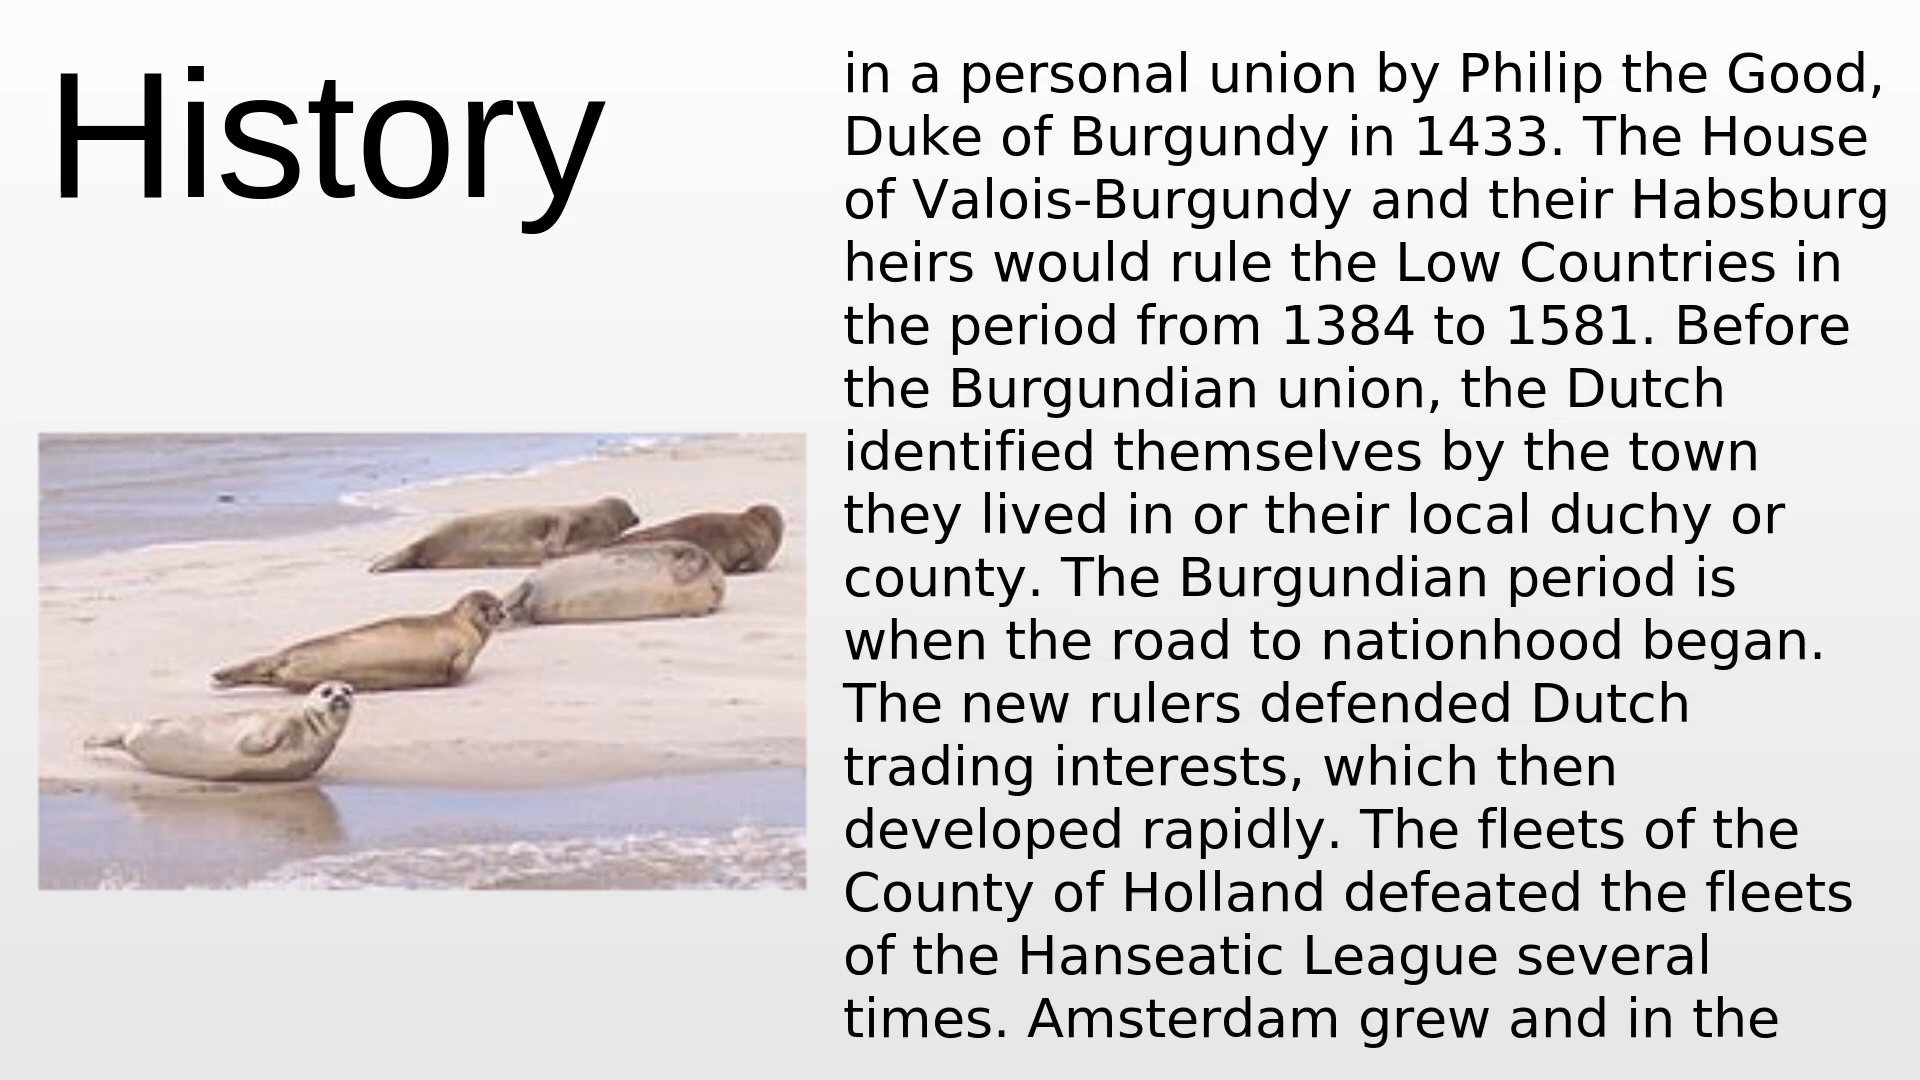 History
in a personal union by Philip the Good,
Duke of Burgundy in 1433. The House
of Valois-Burgundy and their Habsburg
heirs would rule the Low Countries in
the period from 1384 to 1581. Before
the Burgundian union, the Dutch
identified themselves by the town
they lived in or their local duchy or
county. The Burgundian period is
when the road to nationhood began.
The new rulers defended Dutch
trading interests, which then
developed rapidly. The fleets of the
County of Holland defeated the fleets
of the Hanseatic League several
times. Amsterdam grew and in the